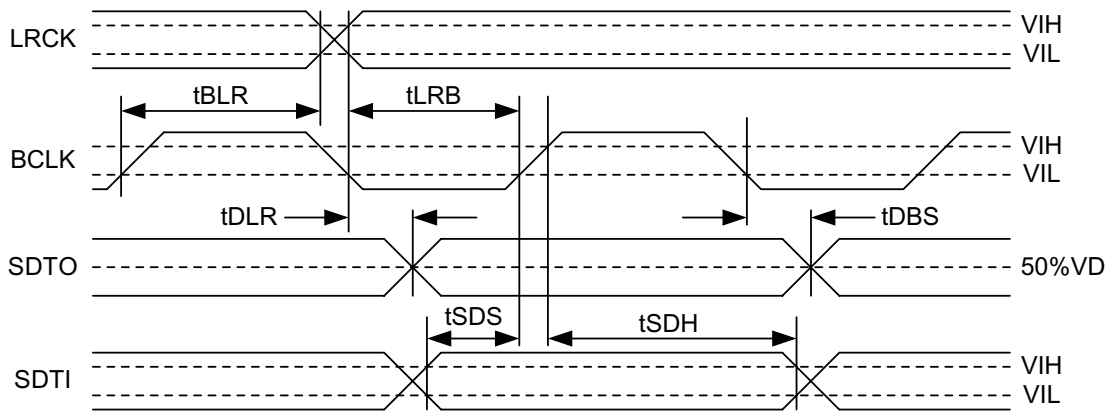 LRCK
VIH
VIL
tBLR
tLRB
BCLK
VIH
VIL
tDLR
tDBS
SDTO
50%VD
tSDS
tSDH
SDTI
VIH
VIL